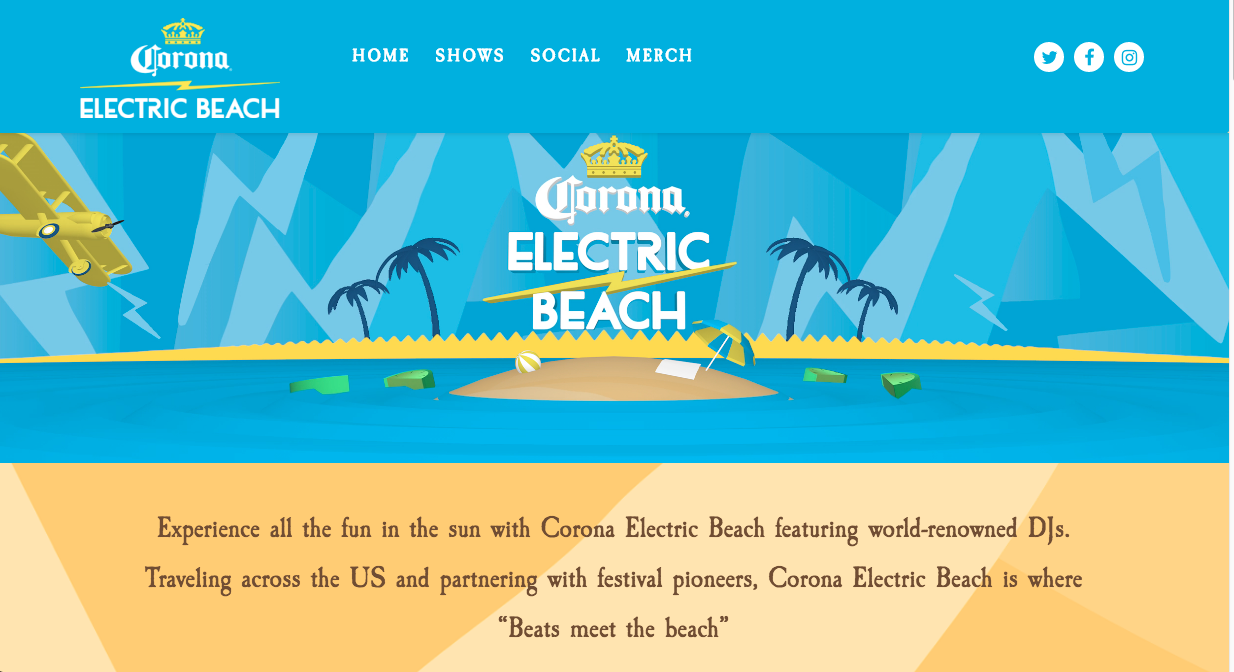 Corona
ELECTRIC BEACH
HOME SHOWS SOCIAL MERCH
Corona
ELECTRIC
BEACH
Experience all the fun in the sun with Corona Electric Beach featuring world-renowned DJs.
Traveling across the US and partnering with festival pioneers, Corona Electric Beach is where
“Beats meet the beach”